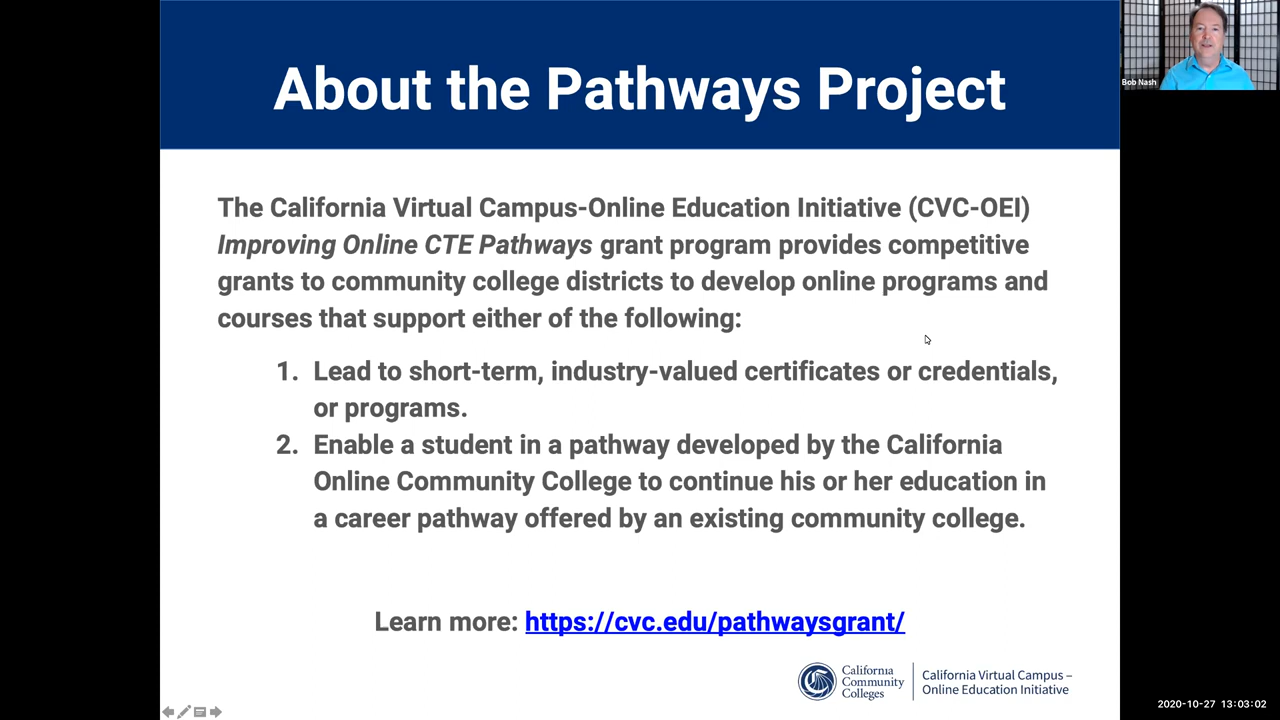 About the Pathways Project
Bob Nash
The California Virtual Campus-Online Education Initiative (CVC-OEI)
Improving Online CTE Pathways grant program provides competitive
grants to community college districts to develop online programs and
courses that support either of the following:
1. Lead to short-term, industry-valued certificates or credentials,
or programs.
2. Enable a student in a pathway developed by the California
Online Community College to continue his or her education in
a career pathway offered by an existing community college.
Learn more: https://cvc.edu/pathwaysgrant/
California
Community
Colleges
California Virtual Campus –
Online Education Initiative
2020-10-27 13:03:02